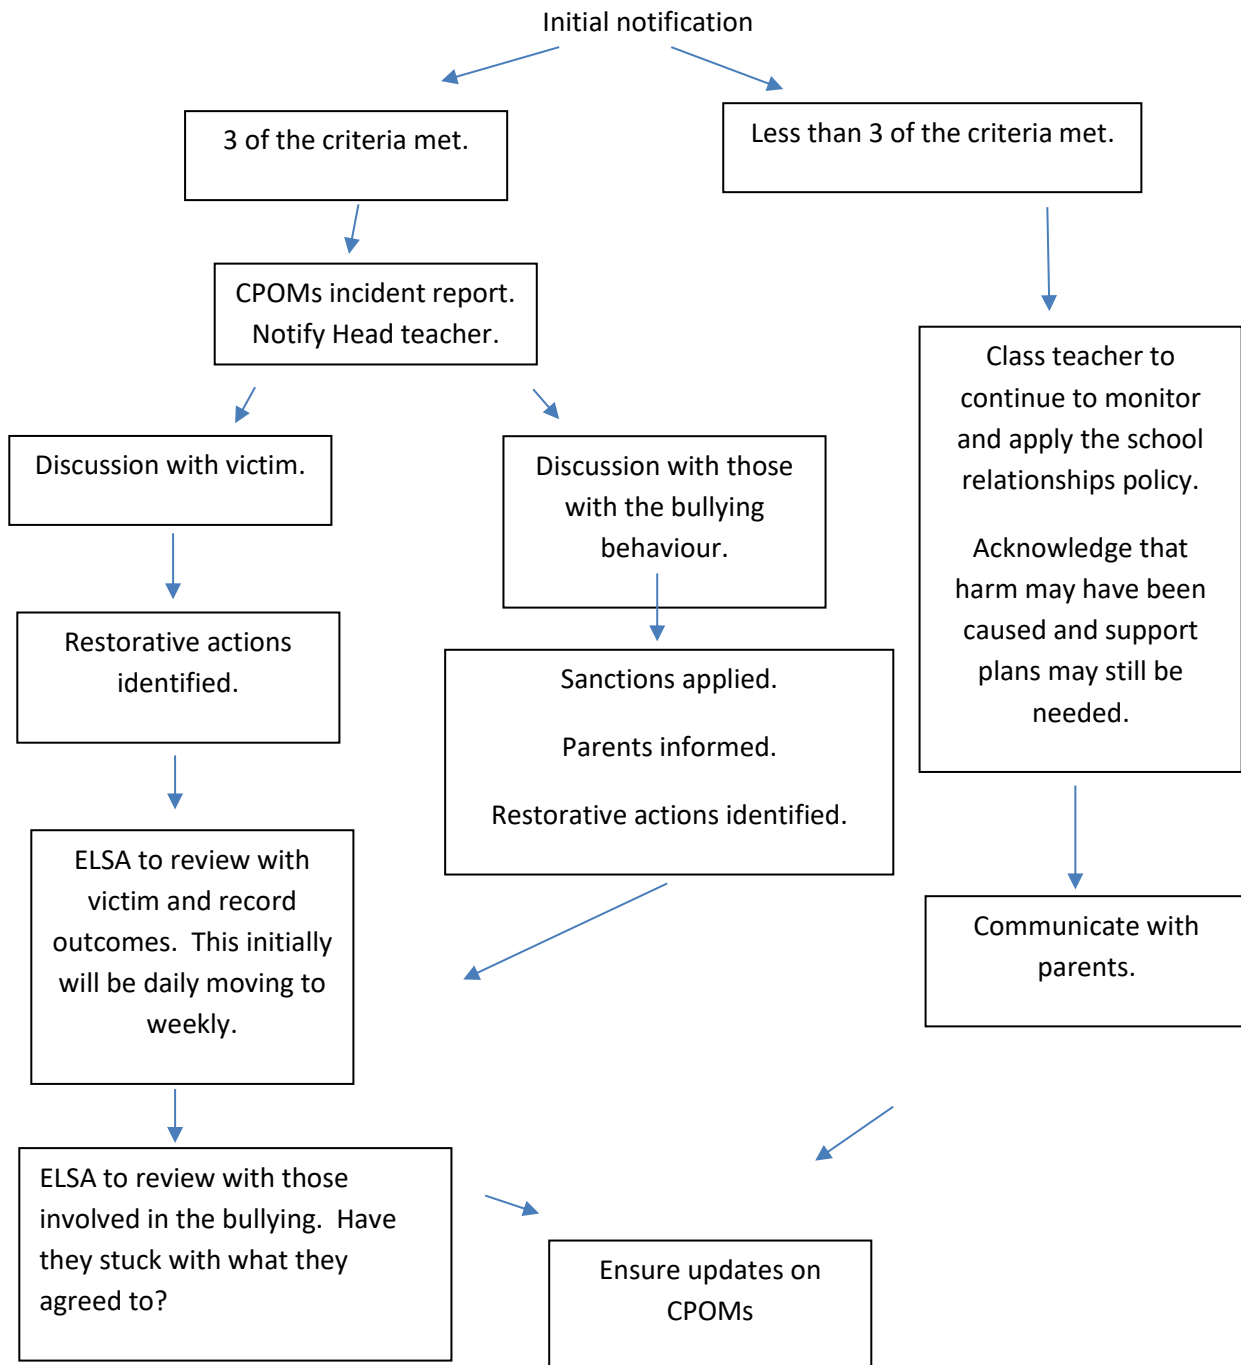 Initial notification
3 of the criteria met.
Less than 3 of the criteria met.
CPOMs incident report.
Notify Head teacher.
Discussion with victim.
Discussion with those
with the bullying
behaviour.
Class teacher to
continue to monitor
and apply the school
relationships policy.
Acknowledge that
harm may have been
caused and support
plans may still be
needed.
Restorative actions
identified.
Sanctions applied.
Parents informed.
Restorative actions identified.
ELSA to review with
victim and record
outcomes.  This initially
will be daily moving to
weekly.
Communicate with
parents.
ELSA to review with those
involved in the bullying.  Have
they stuck with what they
agreed to?
Ensure updates on
CPOMs